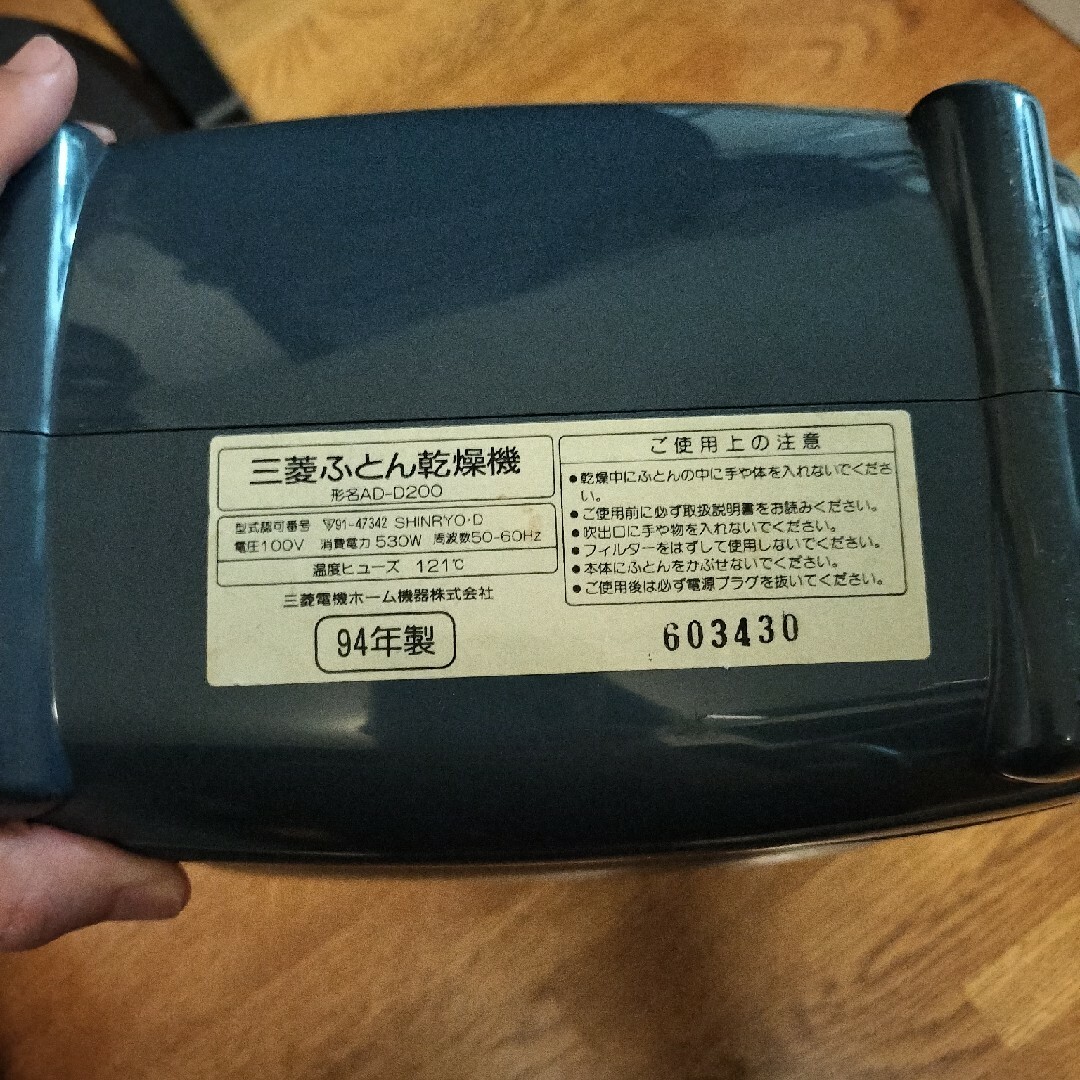 三菱ふとん乾燥機
形名AD-D200
型式認可番号 ▽91-47342 SHINRYO・D
電圧100V 消費電力530W 周波数50-60Hz
温度ヒューズ 121℃
三菱電機ホーム機器株式会社
94年製
ご使用上の注意
●乾燥中にふとんの中に手や体を入れないでくださ
い。
●ご使用前に必ず取扱説明書をお読みください。
●吹出口に手や物を入れないでください。
●フィルターをはずして使用しないでください。
●本体にふとんをかぶせないでください。
●ご使用後は必ず電源プラグを抜いてください。
603430